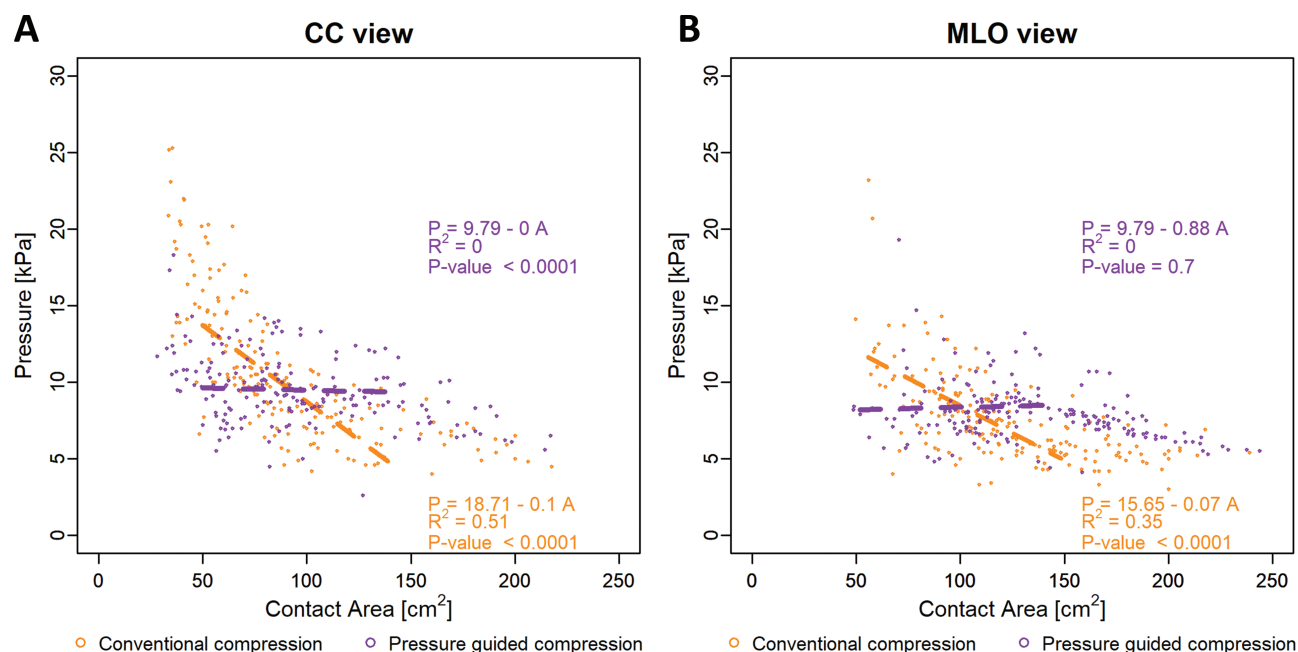 A
CC view
Pressure [kPa]
30
25
20
15
10
5
0
P = 9.79 - 0 A
R² = 0
P-value < 0.0001
P = 18.71 - 0.1 A
R² = 0.51
P-value < 0.0001
0 50 100 150 200 250
Contact Area [cm²]
Conventional compression Pressure guided compression
B
MLO view
Pressure [kPa]
30
25
20
15
10
5
0
P = 9.79 - 0.88 A
R² = 0
P-value = 0.7
P = 15.65 - 0.07 A
R² = 0.35
P-value < 0.0001
0 50 100 150 200 250
Contact Area [cm²]
Conventional compression Pressure guided compression